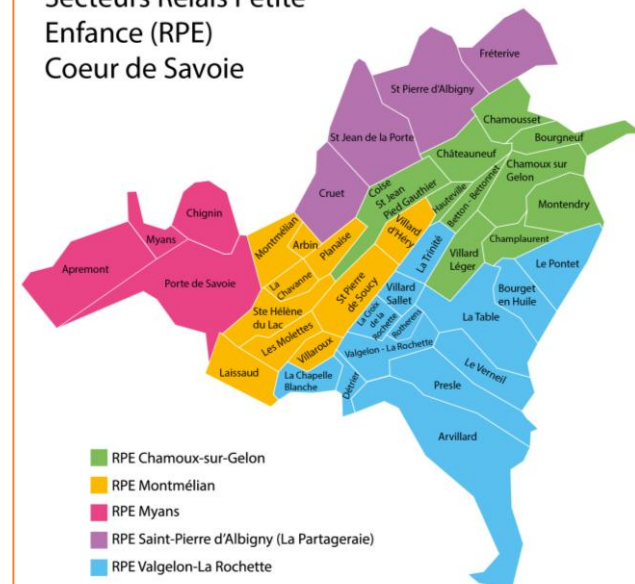 Secteurs Relais Petite
Enfance (RPE)
Coeur de Savoie
Fréterive
St Pierre d'Albigny
St Jean de la Porte
Cruet
Chamousset
Bourgneuf
Châteauneuf
Chamoux sur
Gelon
Coise
St Jean
Pied Gauthier
Hauteville
Betton - Bettonnet
Montendry
Champlaurent
Villard
Léger
Chignin
Myans
Apremont
Porte de Savoie
Montmélian
Arbin
Planaise
Villard
d'Héry
La
Chavanne
St Pierre
de Soucy
Ste Hélène
du Lac
Les Molettes
Villaroux
Laissaud
La Trinité
Le Pontet
Bourget
en Huile
Villard
Sallet
La Croix
de la
Rochette
Rotherens
La Table
Valgelon - La Rochette
Le Verneil
La Chapelle
Blanche
Détrier
Presle
Arvillard
RPE Chamoux-sur-Gelon
RPE Montmélian
RPE Myans
RPE Saint-Pierre d'Albigny (La Partageraie)
RPE Valgelon-La Rochette